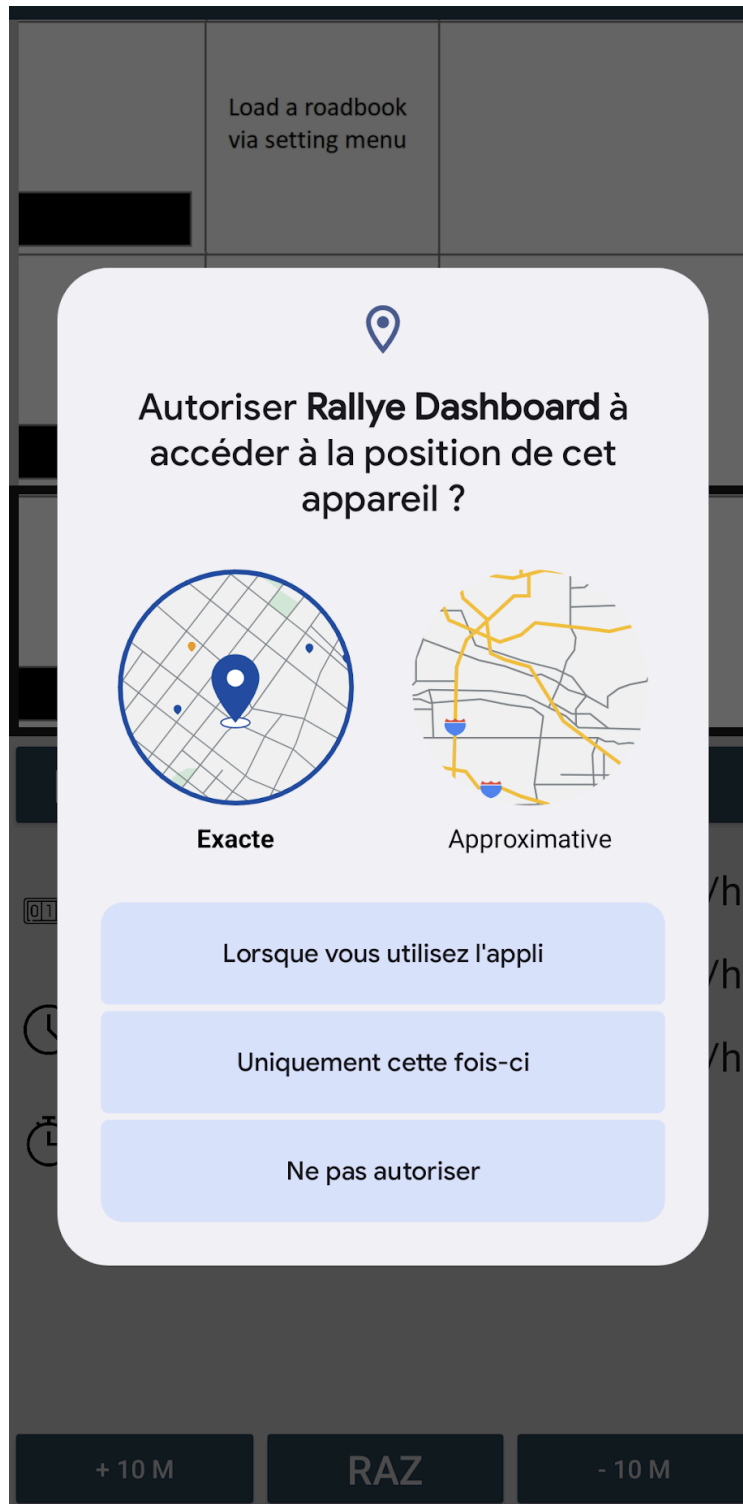 Load a roadbook
via setting menu
Autoriser Rallye Dashboard à
accéder à la position de cet
appareil ?
Exacte
Approximative
/h
Lorsque vous utilisez l'appli
/h
Uniquement cette fois-ci
/h
Ne pas autoriser
+ 10 M
RAZ
- 10 M